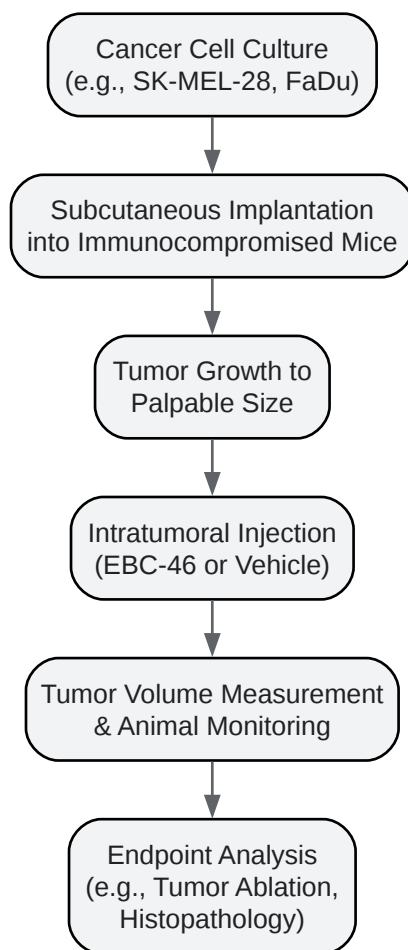 Cancer Cell Culture
(e.g., SK-MEL-28, FaDu)
Subcutaneous Implantation
into Immunocompromised Mice
Tumor Growth to
Palpable Size
Intratumoral Injection
(EBC-46 or Vehicle)
Tumor Volume Measurement
& Animal Monitoring
Endpoint Analysis
(e.g., Tumor Ablation,
Histopathology)